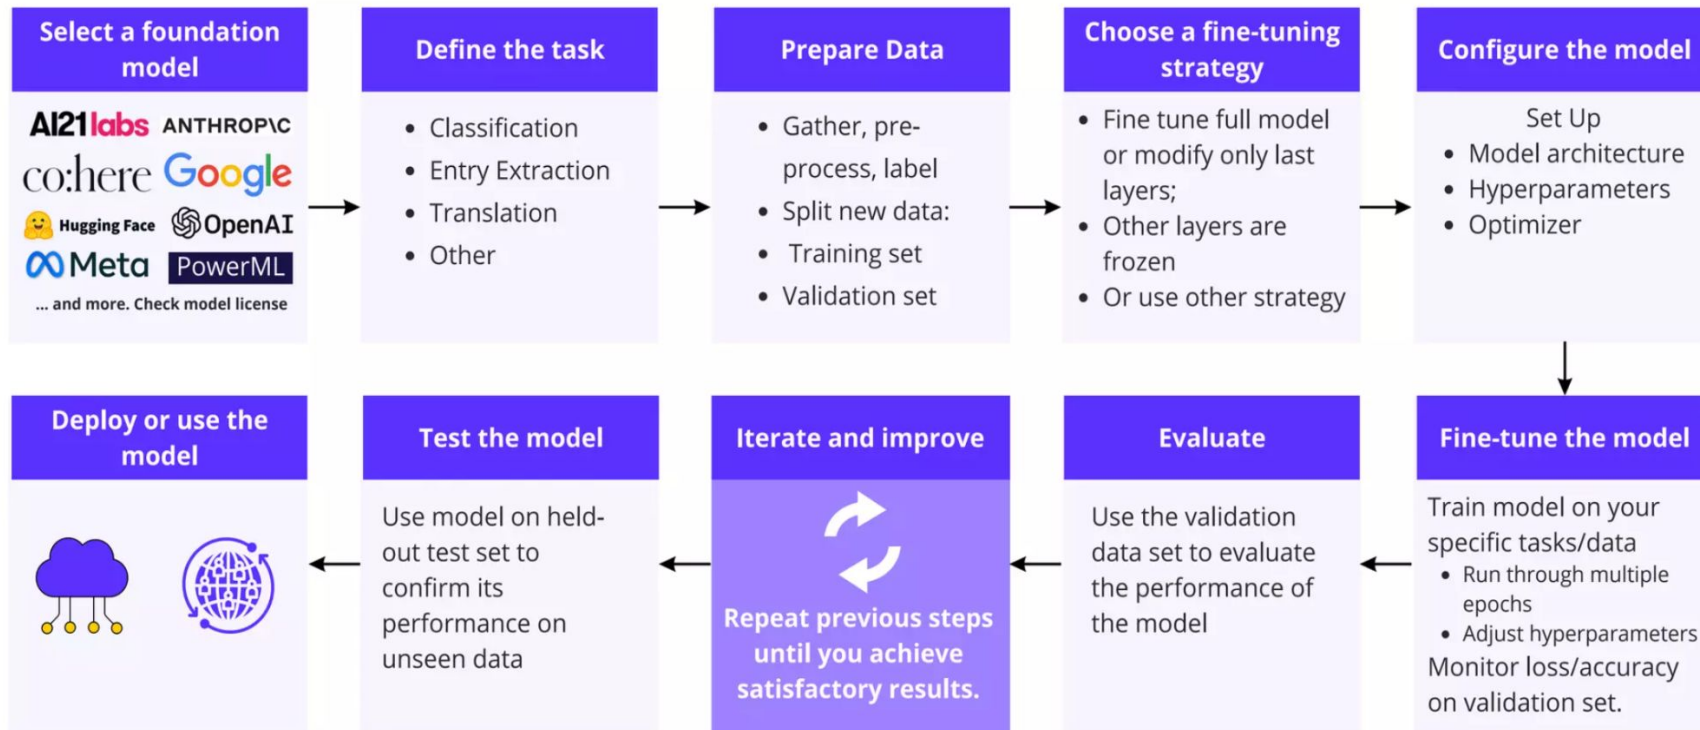 Select a foundation
model
AI21labs ANTHROP\C
co:here Google
Hugging Face OpenAI
Meta PowerML
... and more. Check model license
Define the task
• Classification
• Entry Extraction
• Translation
• Other
Prepare Data
• Gather, pre-
process, label
• Split new data:
• Training set
• Validation set
Choose a fine-tuning
strategy
• Fine tune full model
or modify only last
layers;
• Other layers are
frozen
• Or use other strategy
Configure the model
Set Up
• Model architecture
• Hyperparameters
• Optimizer
Fine-tune the model
Train model on your
specific tasks/data
• Run through multiple
epochs
• Adjust hyperparameters
Monitor loss/accuracy
on validation set.
Evaluate
Use the validation
data set to evaluate
the performance of
the model
Iterate and improve
Repeat previous steps
until you achieve
satisfactory results.
Test the model
Use model on held-
out test set to
confirm its
performance on
unseen data
Deploy or use the
model